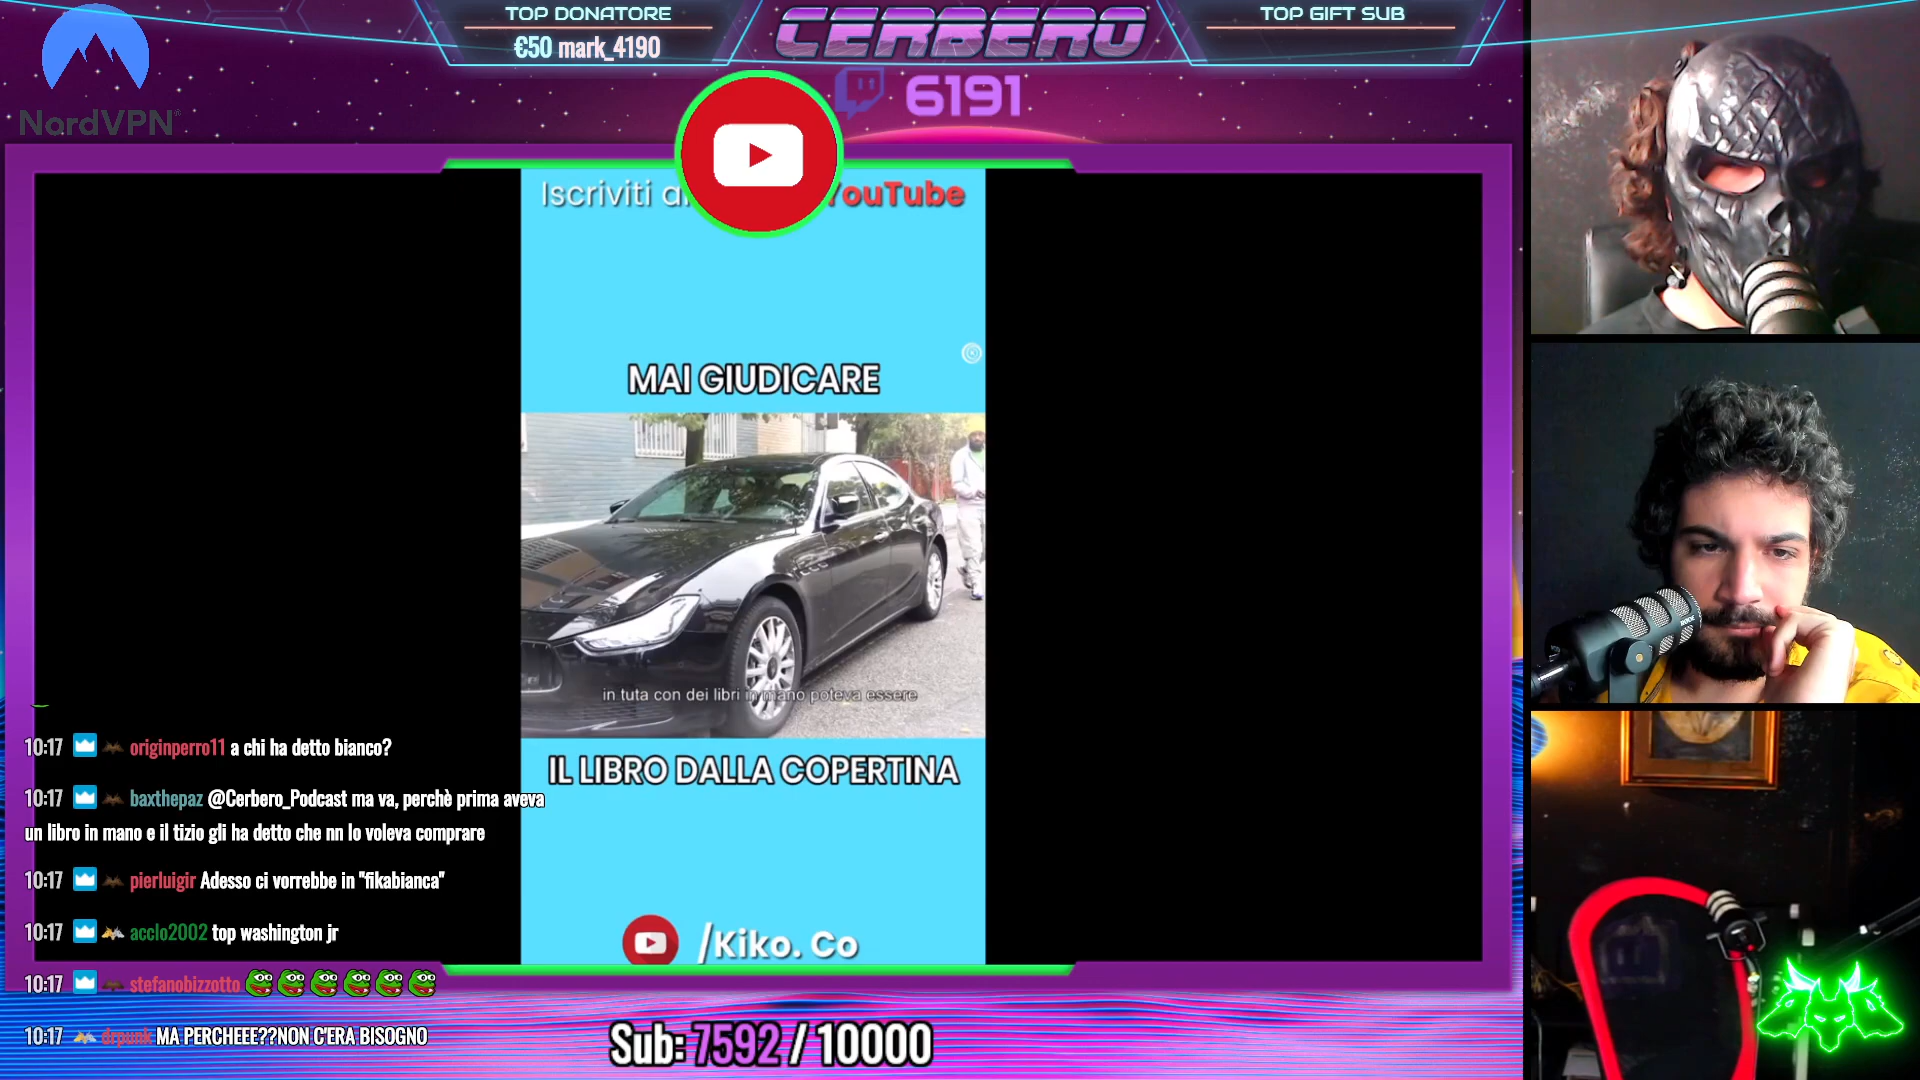 TOP DONATORE
€50 mark_4190
CERBERO
TOP GIFT SUB
6191
NordVPN
Iscriviti al
YouTube
MAI GIUDICARE
in tuta con dei libri in mano poteva essere
IL LIBRO DALLA COPERTINA
/Kiko. Co
10:17 originperro11 a chi ha detto bianco?
10:17 baxthepaz @Cerbero_Podcast ma va, perchè prima aveva
un libro in mano e il tizio gli ha detto che nn lo voleva comprare
10:17 pierluigir Adesso ci vorrebbe in "fikabianca"
10:17 acclo2002 top washington jr
10:17 stefanobizzotto
10:17 drpunk MA PERCHEEE??NON C'ERA BISOGNO
Sub: 7592 / 10000
RØDE